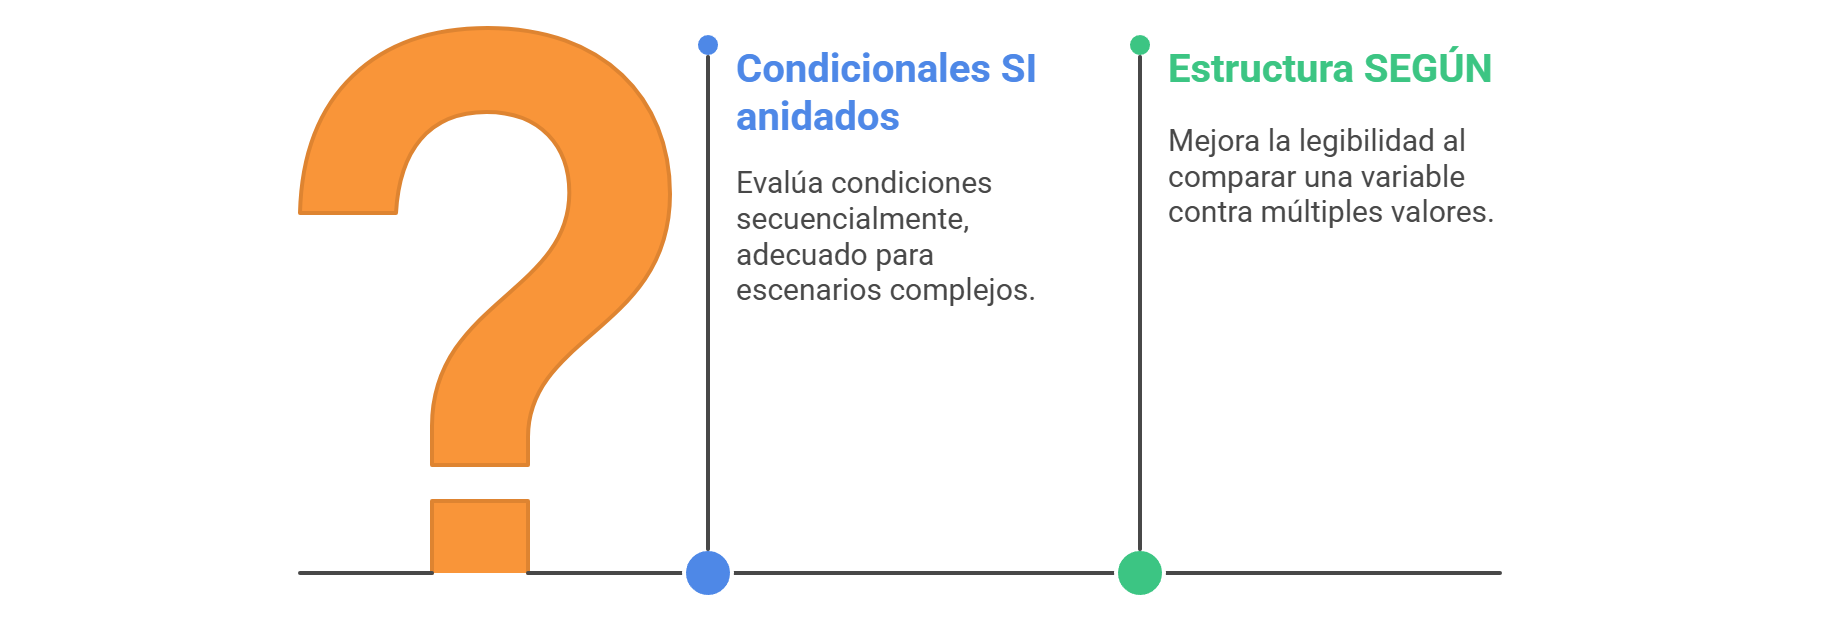 Condicionales SI
anidados
Evalúa condiciones
secuencialmente,
adecuado para
escenarios complejos.
Estructura SEGÚN
Mejora la legibilidad al
comparar una variable
contra múltiples valores.